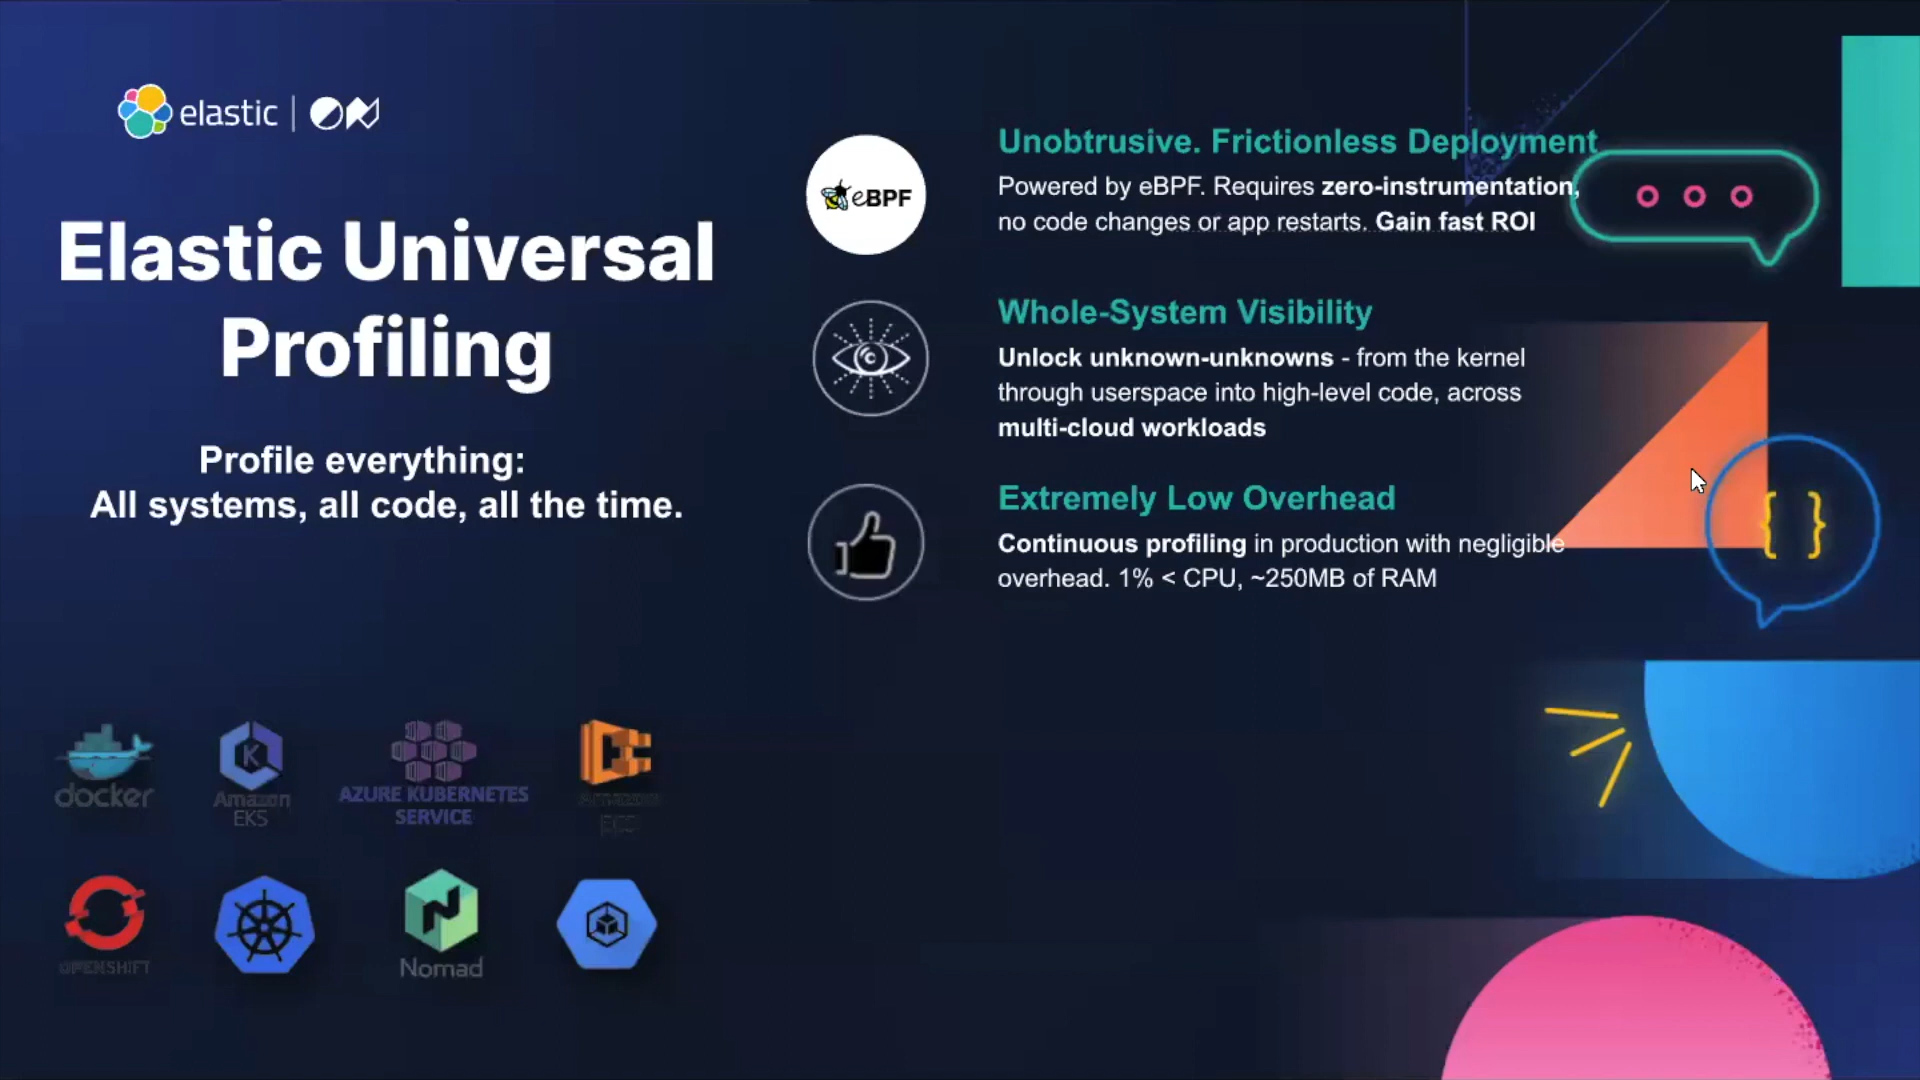 elastic
Elastic Universal
Profiling
Profile everything:
All systems, all code, all the time.
eBPF
Unobtrusive. Frictionless Deployment
Powered by eBPF. Requires zero-instrumentation,
no code changes or app restarts. Gain fast ROI
Whole-System Visibility
Unlock unknown-unknowns - from the kernel
through userspace into high-level code, across
multi-cloud workloads
Extremely Low Overhead
Continuous profiling in production with negligible
overhead. 1% < CPU, ~250MB of RAM
{ }
docker
Amazon
EKS
AZURE KUBERNETES
SERVICE
Amazon
ECS
OPENSHIFT
Nomad